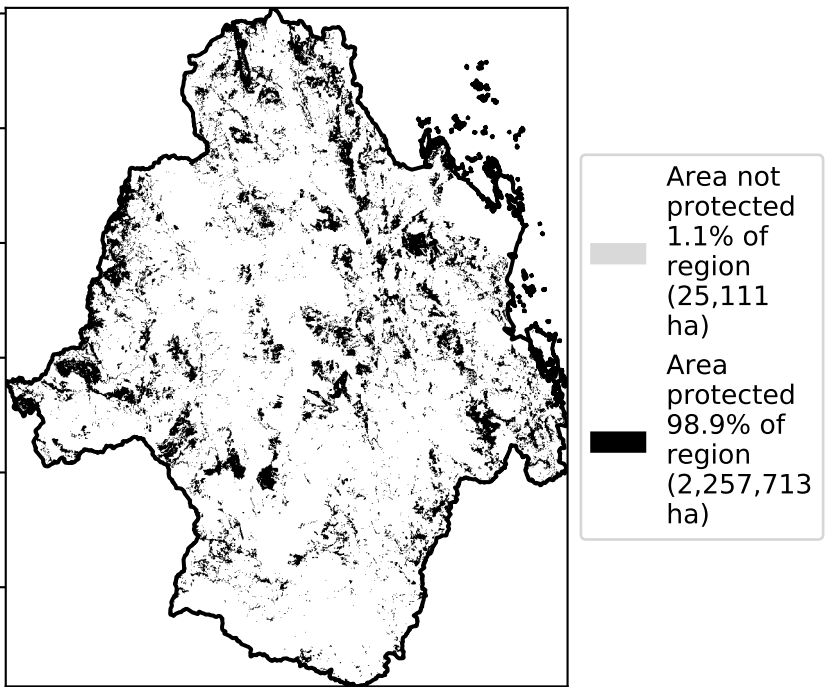 Area not
protected
1.1% of
region
(25,111
ha)
Area
protected
98.9% of
region
(2,257,713
ha)